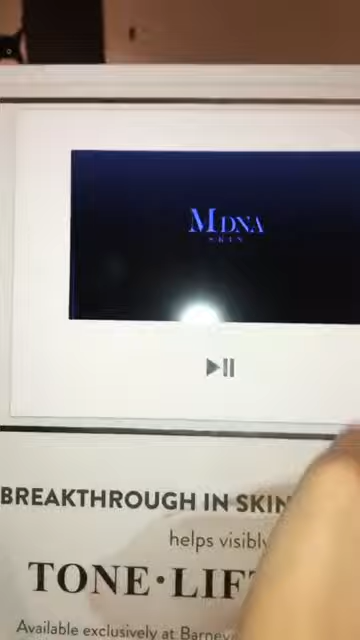 MDNA
SKIN
BREAKTHROUGH IN SKIN
helps visibly
TONE·LIF
Available exclusively at Barney